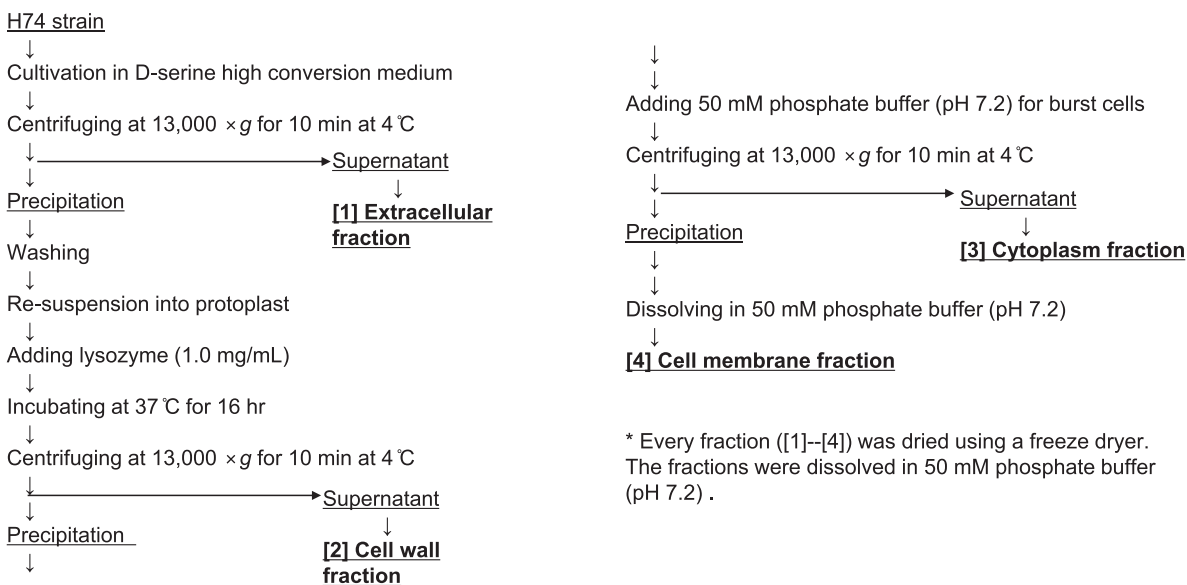 H74 strain
↓
Cultivation in D-serine high conversion medium
↓
Centrifuging at 13,000 ×g for 10 min at 4℃
↓ → Supernatant
↓ ↓
Precipitation [1] Extracellular
↓ fraction
Washing
↓
Re-suspension into protoplast
↓
Adding lysozyme (1.0 mg/mL)
↓
Incubating at 37℃ for 16 hr
↓
Centrifuging at 13,000 ×g for 10 min at 4℃
↓ → Supernatant
↓ ↓
Precipitation [2] Cell wall
↓ fraction
↓
↓
Adding 50 mM phosphate buffer (pH 7.2) for burst cells
↓
Centrifuging at 13,000 ×g for 10 min at 4℃
↓ → Supernatant
↓ ↓
Precipitation [3] Cytoplasm fraction
↓
↓
Dissolving in 50 mM phosphate buffer (pH 7.2)
↓
[4] Cell membrane fraction
* Every fraction ([1]--[4]) was dried using a freeze dryer.
The fractions were dissolved in 50 mM phosphate buffer
(pH 7.2) .